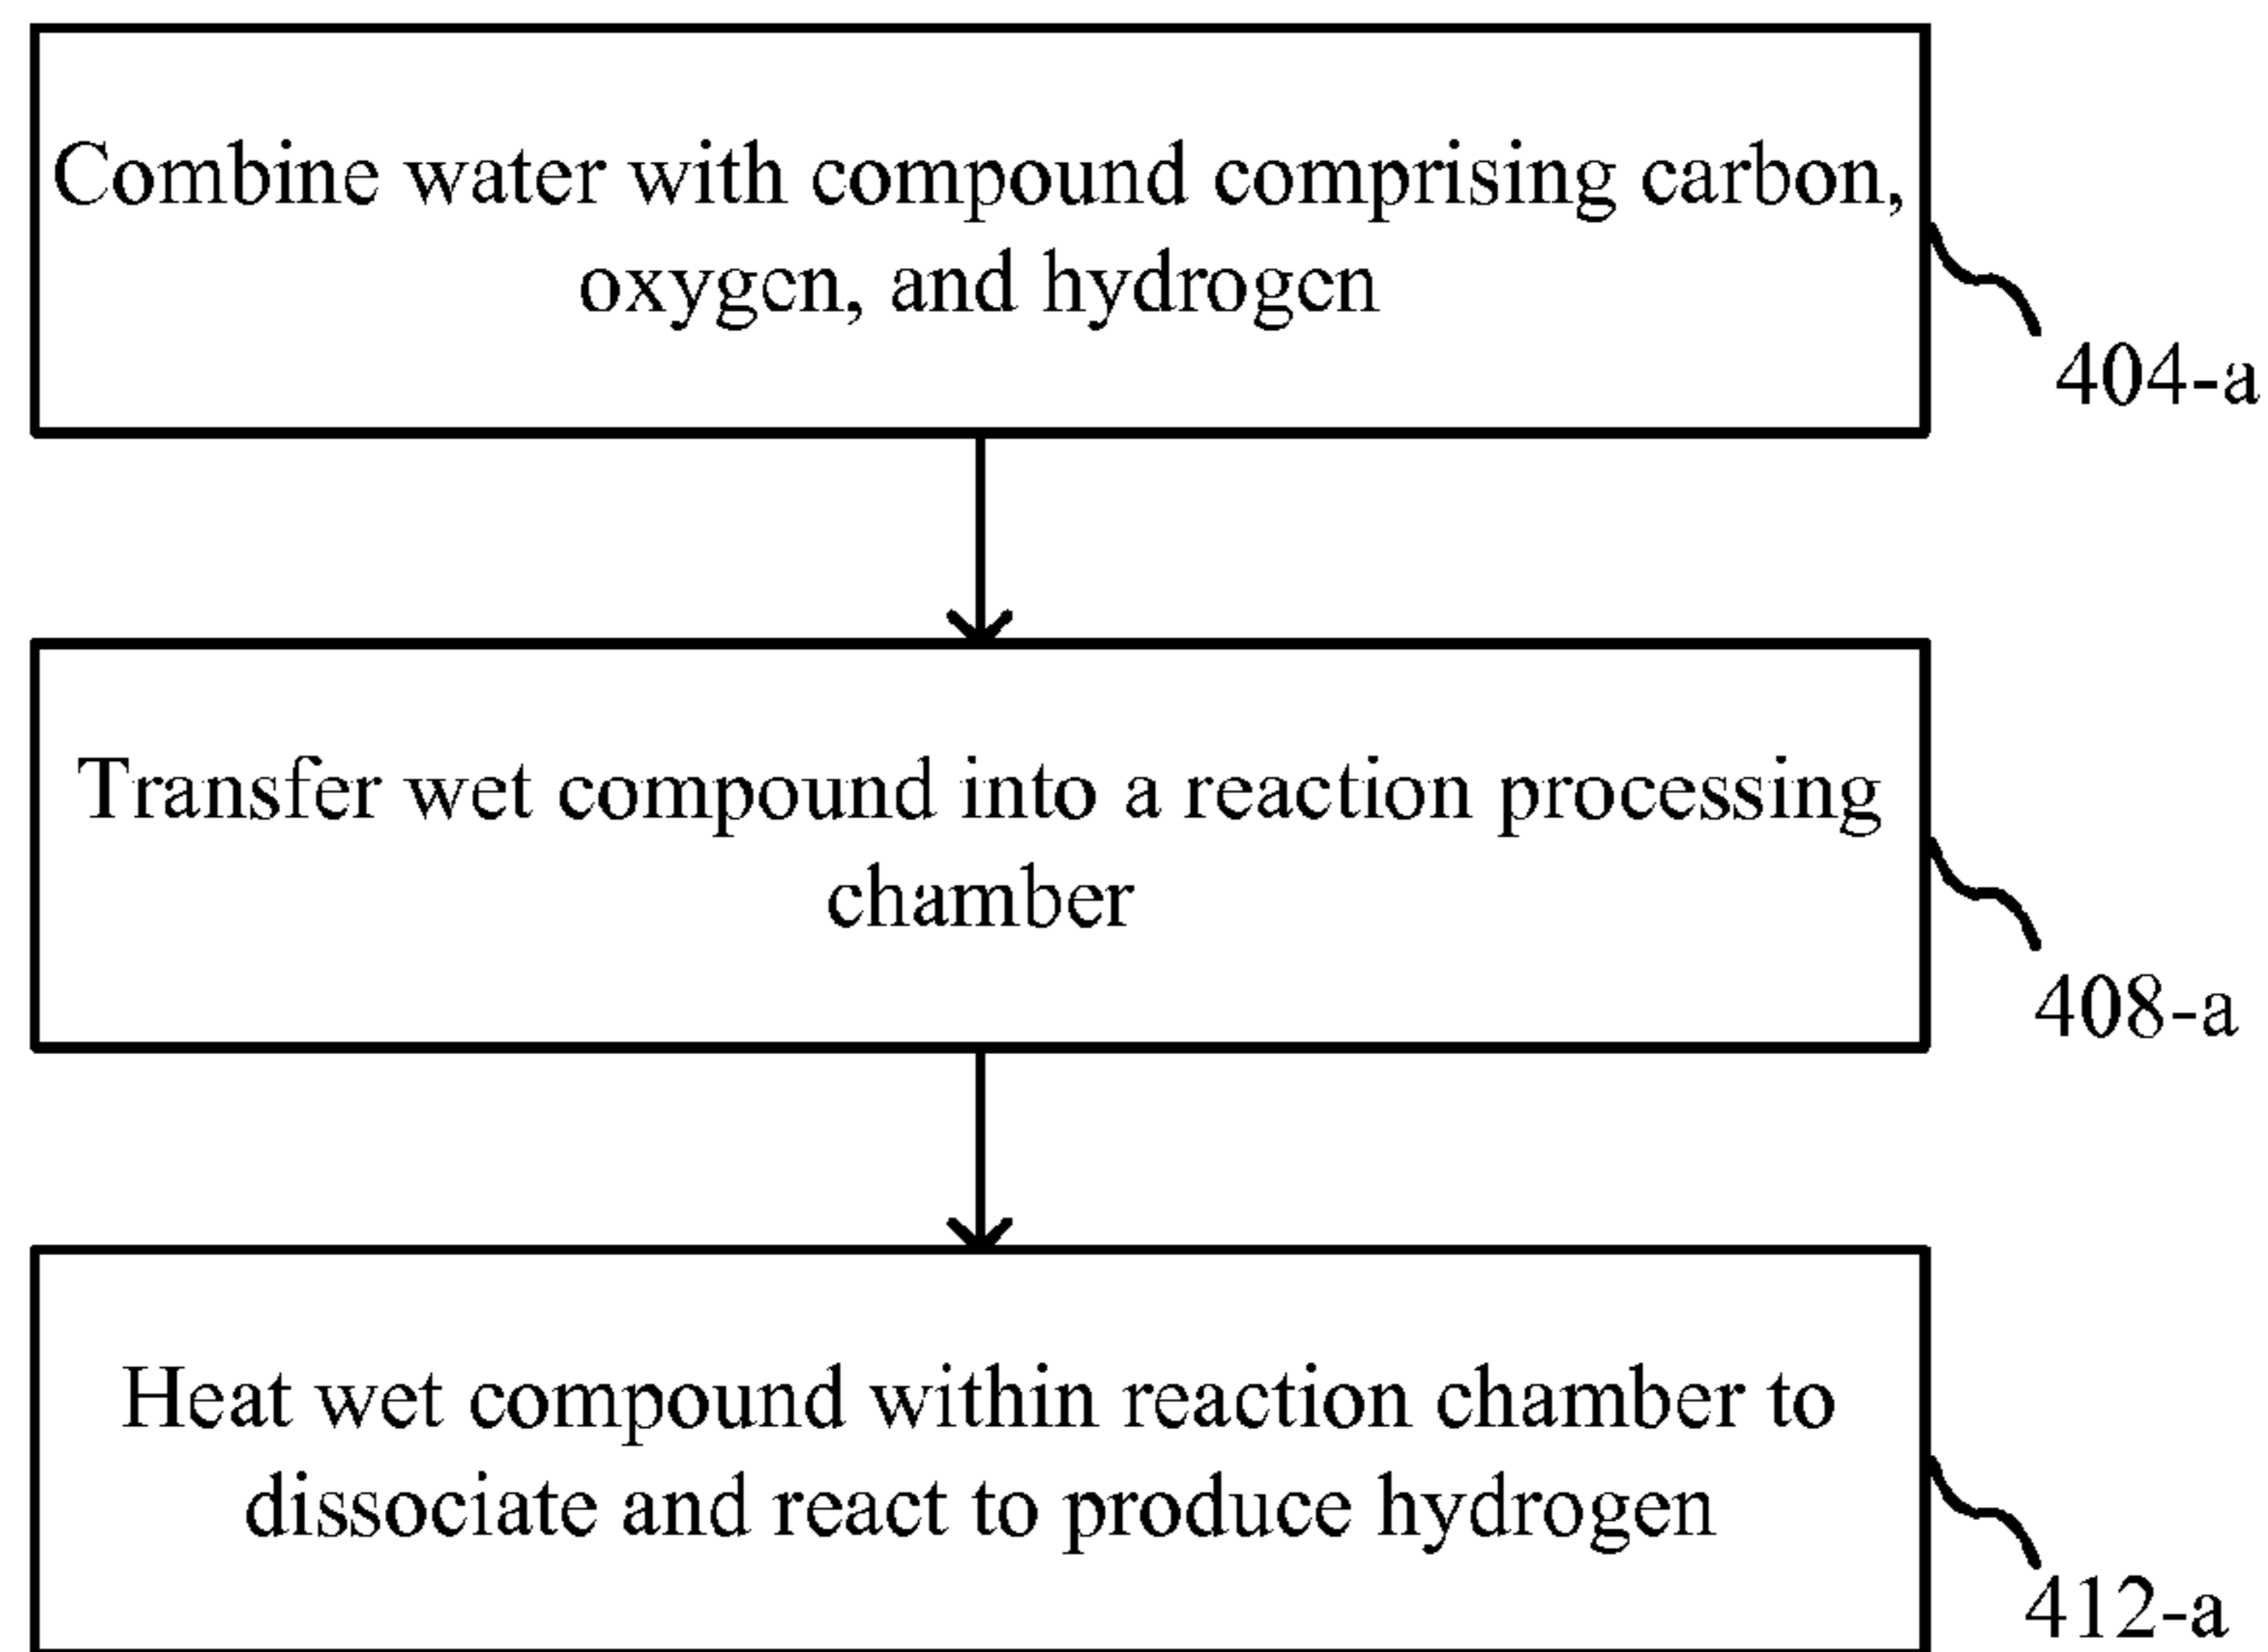 Combine water with compound comprising carbon,
oxygen, and hydrogen
404-a
Transfer wet compound into a reaction processing
chamber
408-a
Heat wet compound within reaction chamber to
dissociate and react to produce hydrogen
412-a